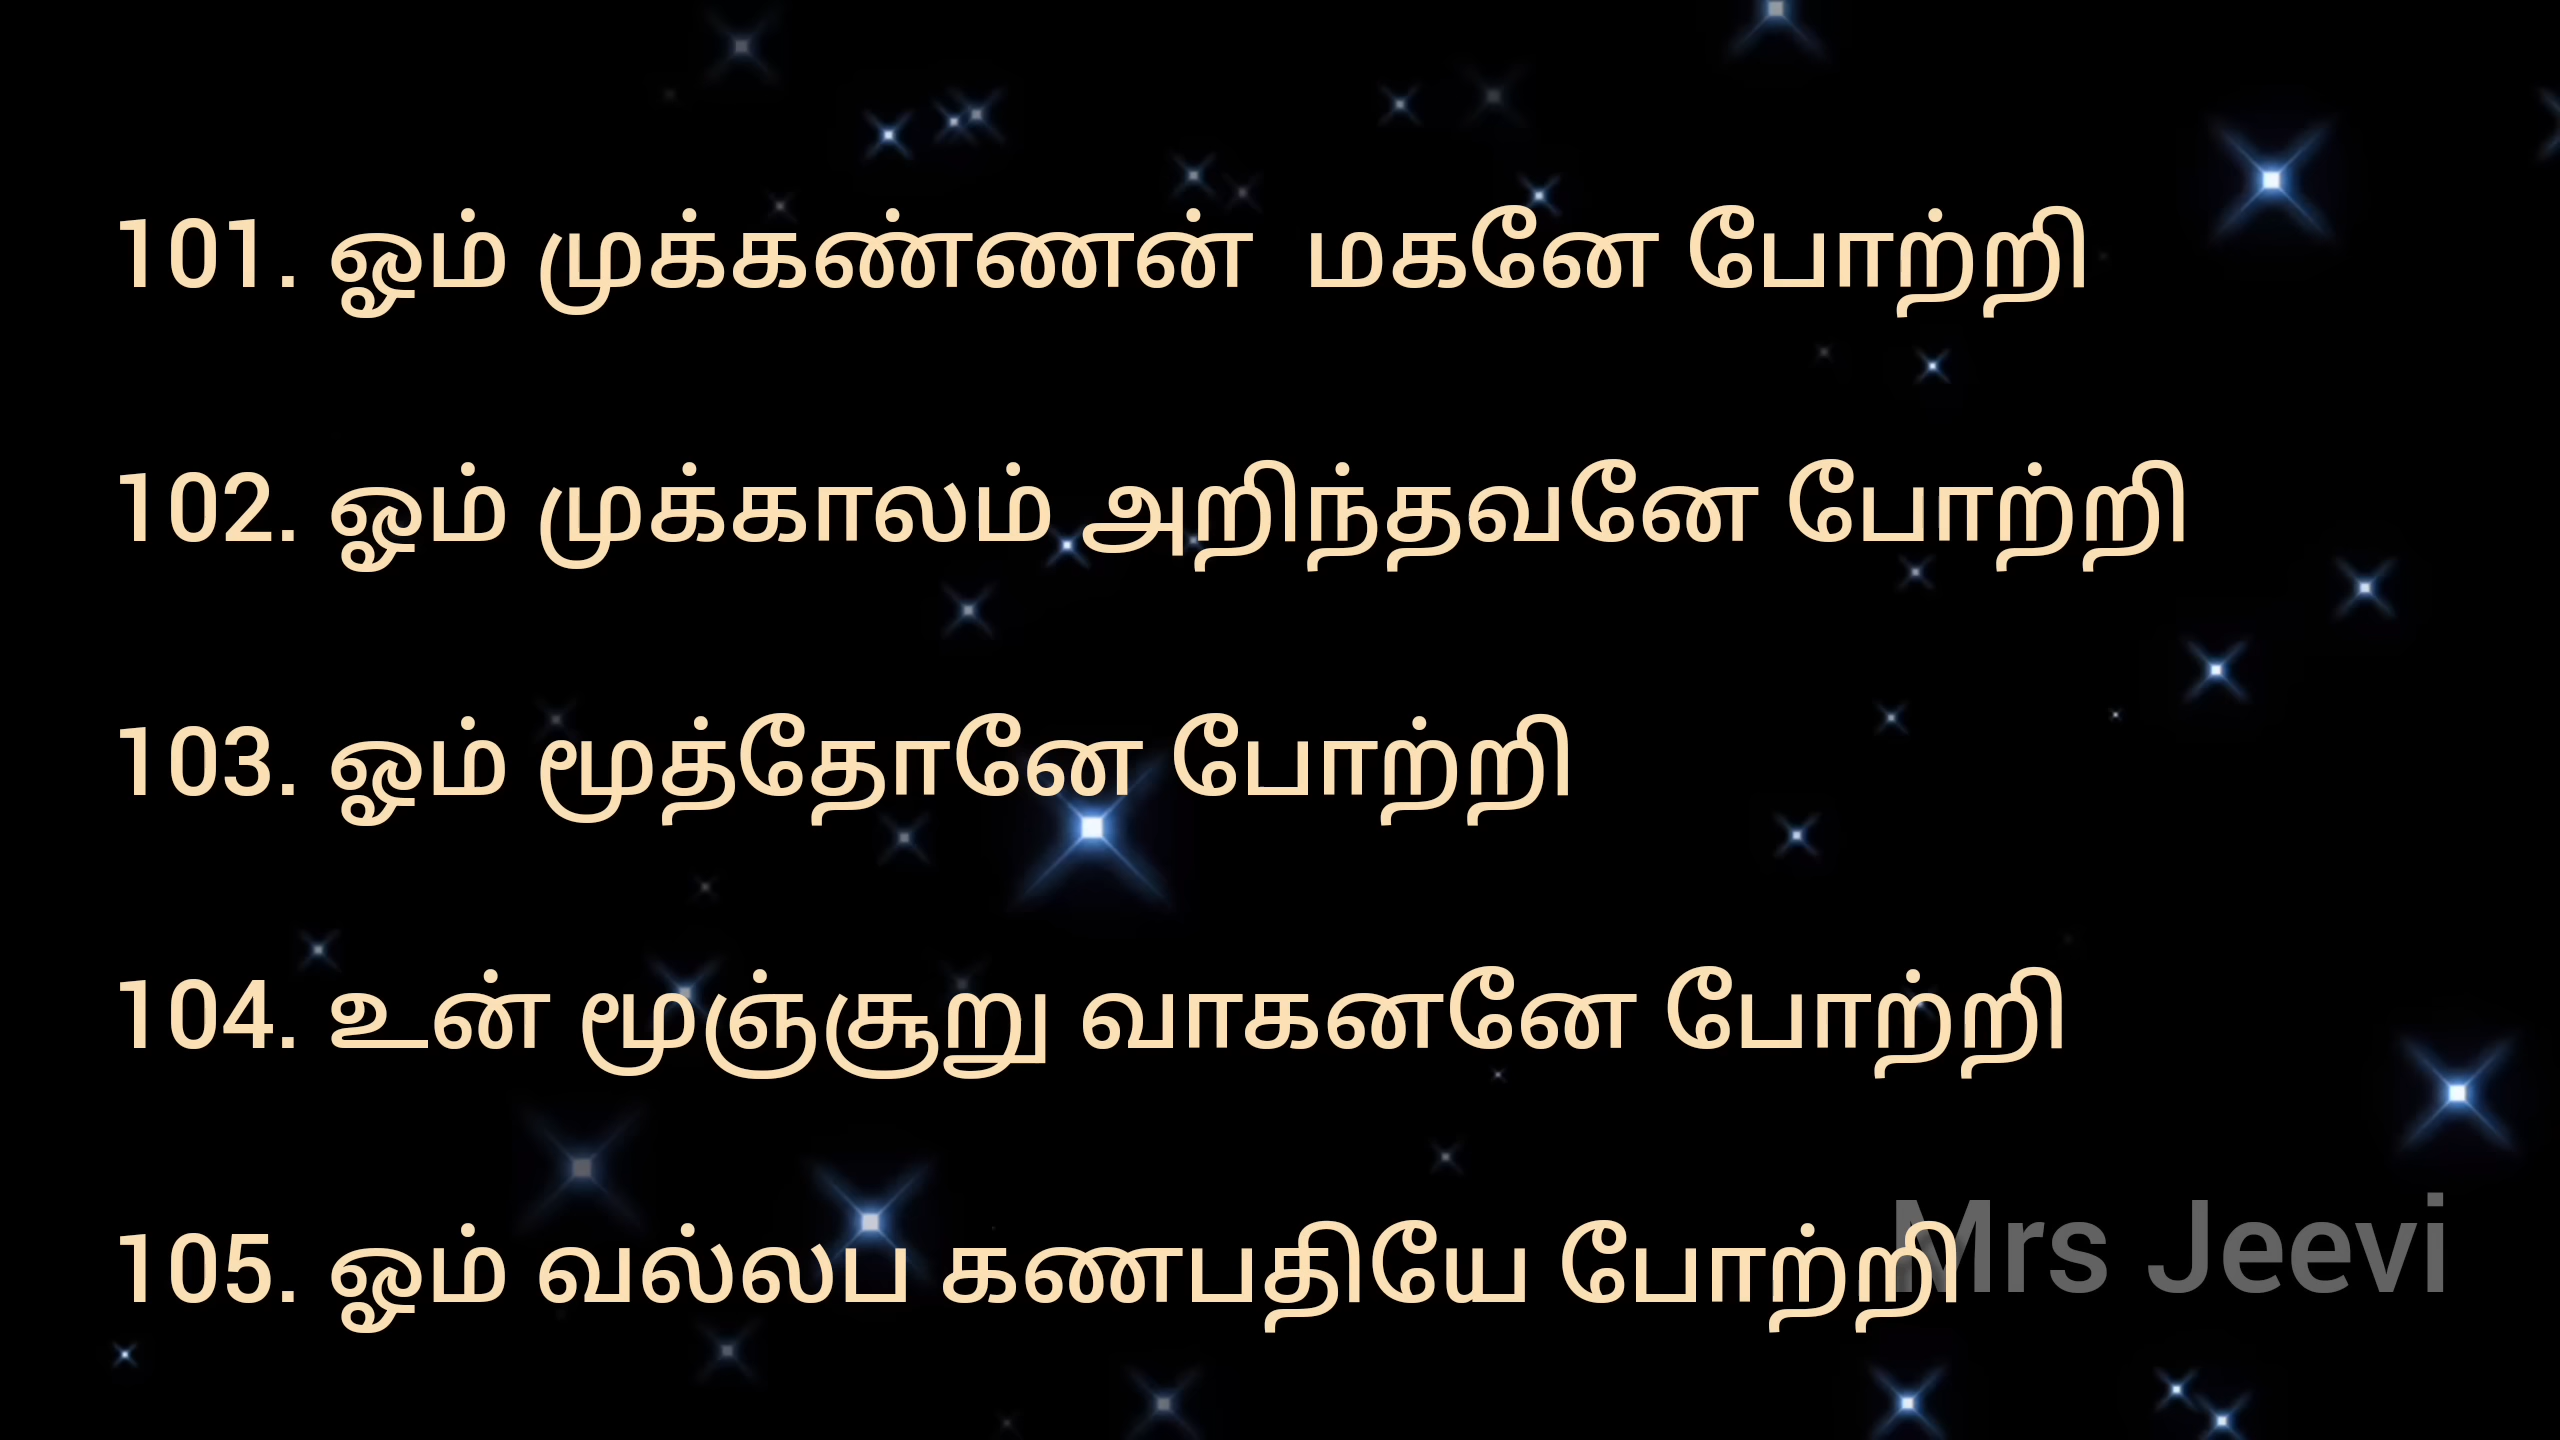 101. ஓம் முக்கண்ணன் மகனே போற்றி
102. ஓம் முக்காலம் அறிந்தவனே போற்றி
103. ஓம் மூத்தோனே போற்றி
104. உன் மூஞ்சூறு வாகனனே போற்றி
105. ஓம் வல்லப கணபதியே போற்றி
Mrs Jeevi